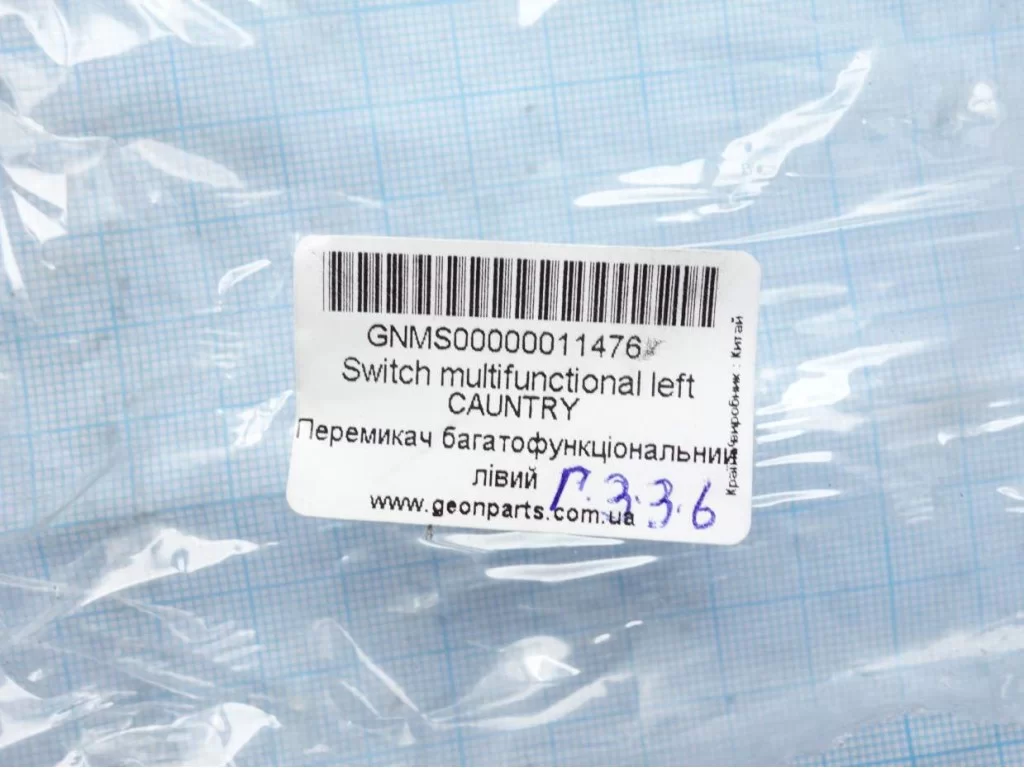 GNMS00000011476
Switch multifunctional left
CAUNTRY
Перемикач багатофункціональний
лівий
www.geonparts.com.ua
Г.3.3.6
Країна виробник : Китай